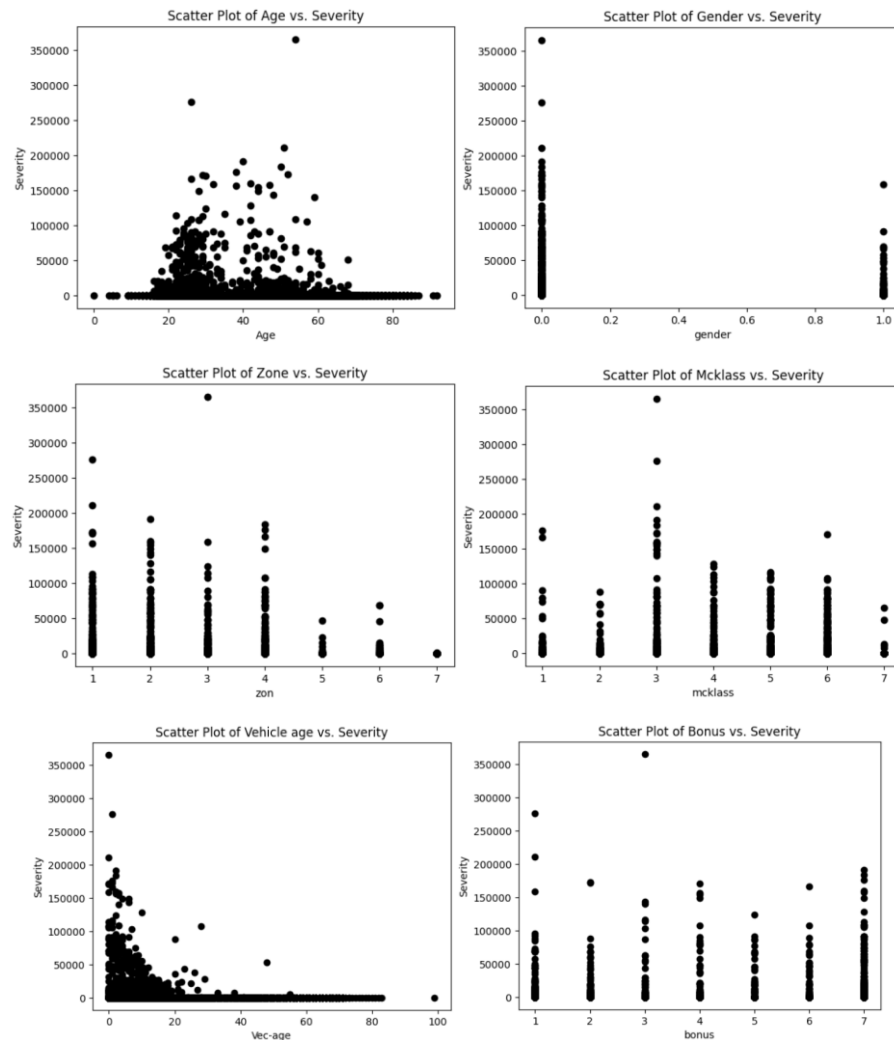 Scatter Plot of Age vs. Severity
350000
300000
250000
200000
150000
100000
50000
0
Severity
0 20 40 60 80
Age
Scatter Plot of Gender vs. Severity
350000
300000
250000
200000
150000
100000
50000
0
Severity
0.0 0.2 0.4 0.6 0.8 1.0
gender
Scatter Plot of Zone vs. Severity
350000
300000
250000
200000
150000
100000
50000
0
Severity
1 2 3 4 5 6 7
zon
Scatter Plot of Mcklass vs. Severity
350000
300000
250000
200000
150000
100000
50000
0
Severity
1 2 3 4 5 6 7
mcklass
Scatter Plot of Vehicle age vs. Severity
350000
300000
250000
200000
150000
100000
50000
0
Severity
0 20 40 60 80 100
Vec-age
Scatter Plot of Bonus vs. Severity
350000
300000
250000
200000
150000
100000
50000
0
Severity
1 2 3 4 5 6 7
bonus